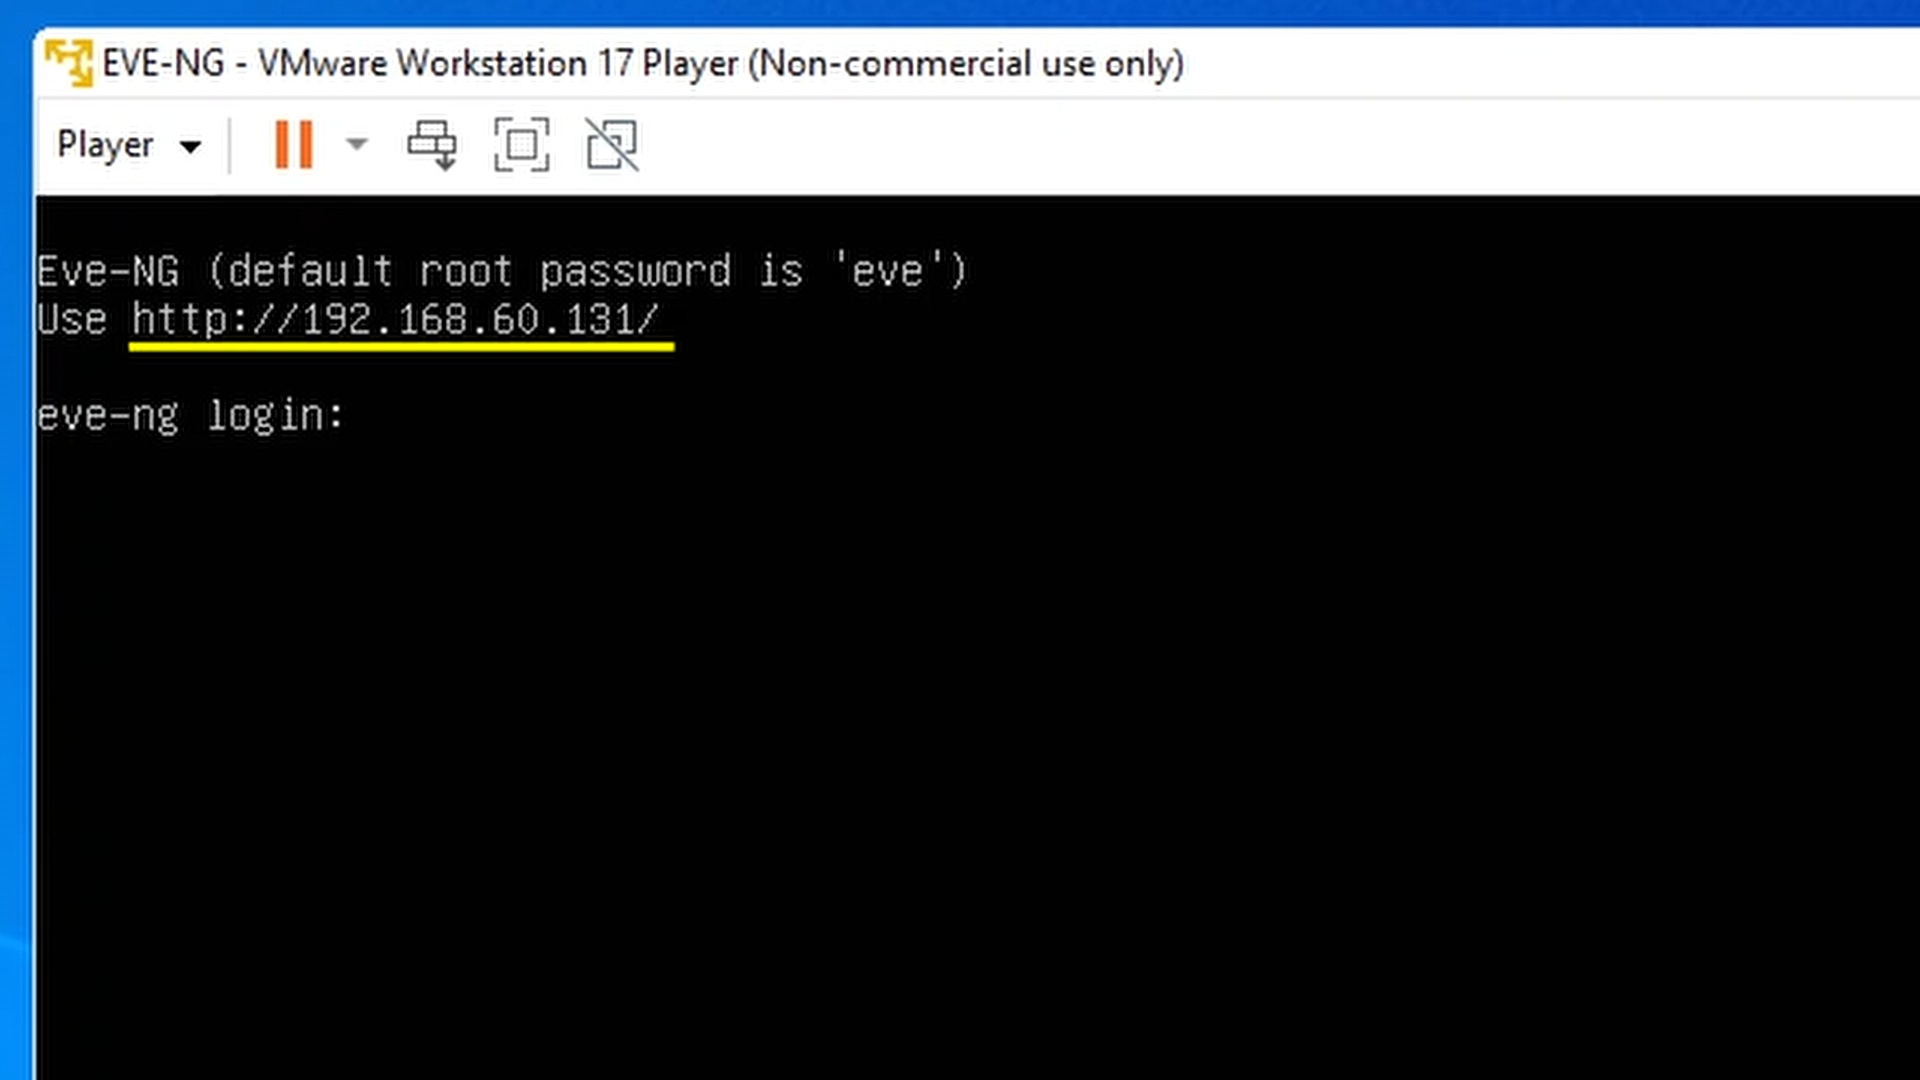 EVE-NG - VMware Workstation 17 Player (Non-commercial use only)
Player
Eve-NG (default root password is 'eve')
Use http://192.168.60.131/
eve-ng login: